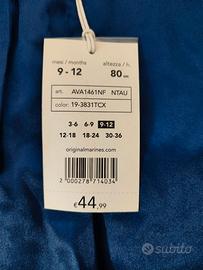 mesi / months
altezza / h.
9 - 12
80 cm
art. AVA1461NF NTAU
color: 19-3831TCX
3-6 6-9 9-12
12-18 18-24 30-36
originalmarines.com
2 000278 714034
€44,99
subito